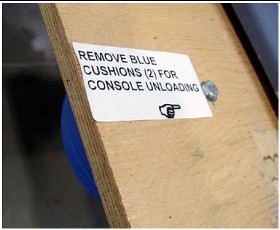 REMOVE BLUE
CUSHIONS (2) FOR
CONSOLE UNLOADING